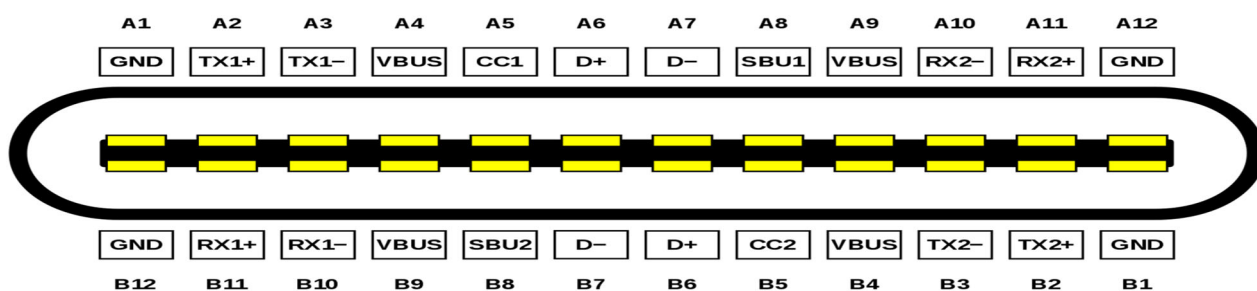 A1 A2 A3 A4 A5 A6 A7 A8 A9 A10 A11 A12
GND TX1+ TX1− VBUS CC1 D+ D− SBU1 VBUS RX2− RX2+ GND
GND RX1+ RX1− VBUS SBU2 D− D+ CC2 VBUS TX2− TX2+ GND
B12 B11 B10 B9 B8 B7 B6 B5 B4 B3 B2 B1